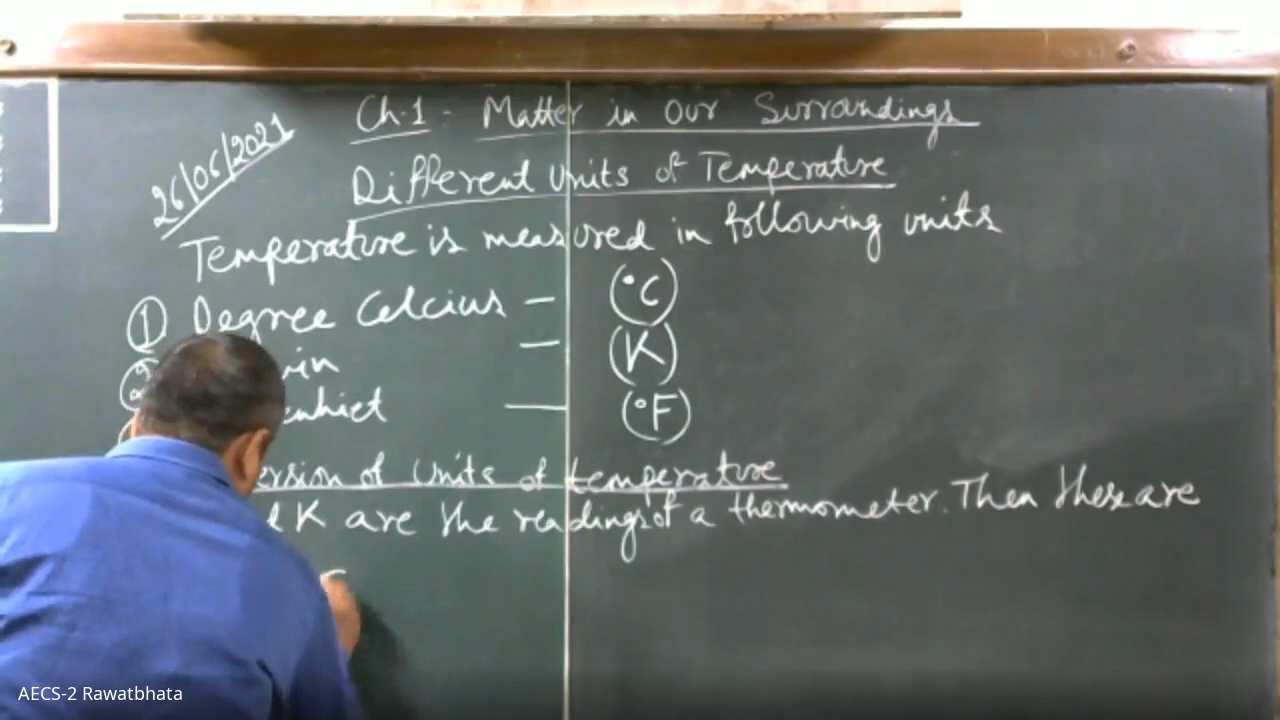 Ch.1 - Matter in Our Surrandings
26/06/2021
Different Units of Temperature
Temperature is measured in following units
① Degree Celcius - (°C)
- (K)
— (°F)
of Units of temperature
K are the readings of a thermometer. Then these are
AECS-2 Rawatbhata